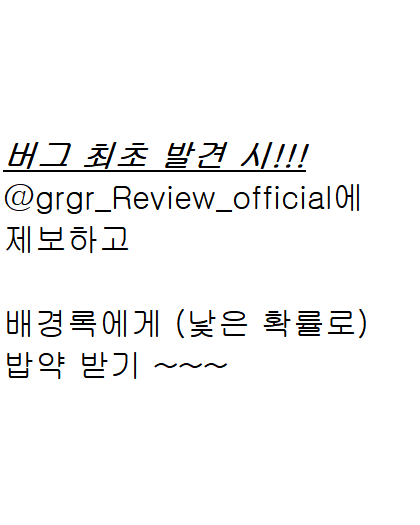 버그 최초 발견 시!!!
@grgr_Review_official에
제보하고
배경록에게 (낮은 확률로)
밥약 받기 ~~~